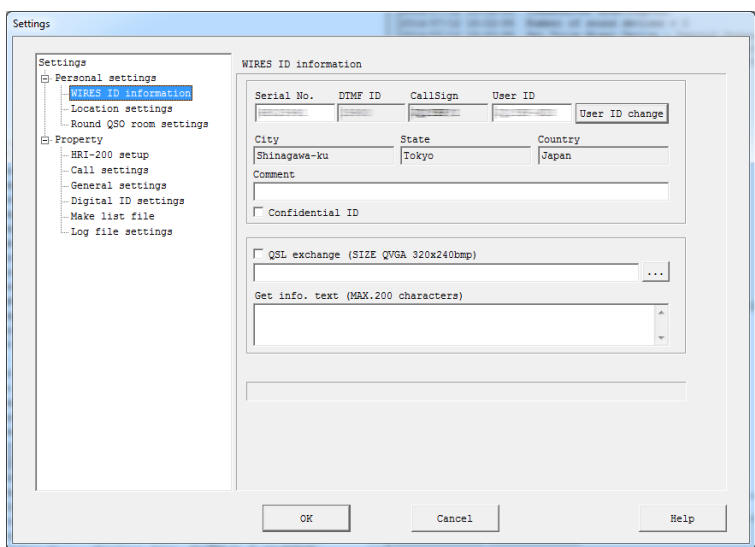 Settings
Settings
Personal settings
WIRES ID information
Location settings
Round QSO room settings
Property
HRI-200 setup
Call settings
General settings
Digital ID settings
Make list file
Log file settings
WIRES ID information
Serial No. DTMF ID CallSign User ID
User ID change
City State Country
Shinagawa-ku Tokyo Japan
Comment
Confidential ID
QSL exchange (SIZE QVGA 320x240bmp)
...
Get info. text (MAX.200 characters)
OK Cancel Help